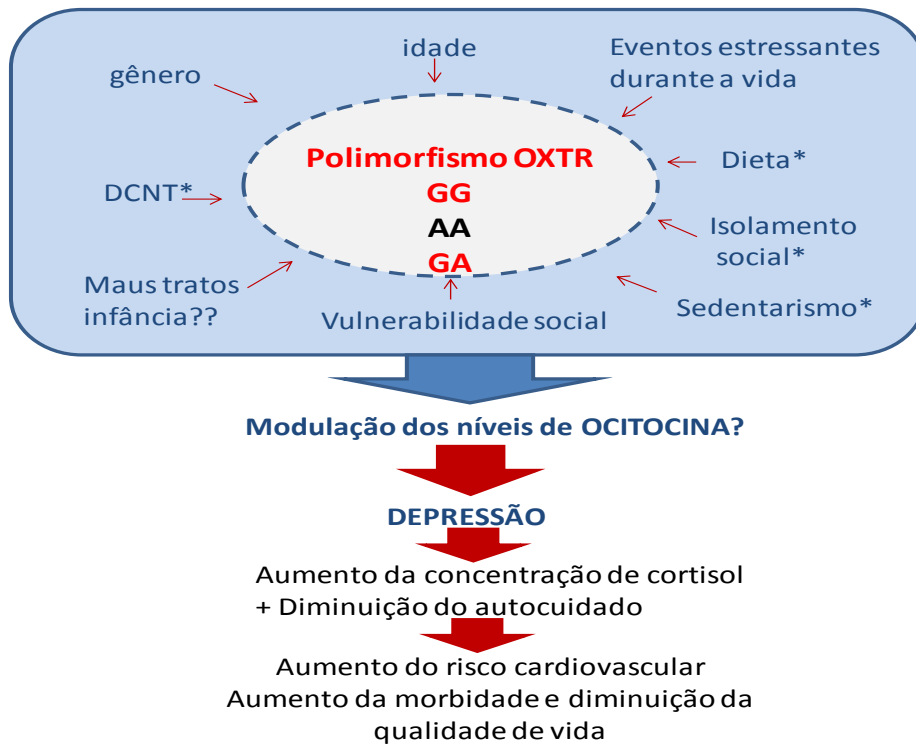 idade
Eventos estressantes
durante a vida
gênero
Polimorfismo OXTR
GG
AA
GA
Dieta*
DCNT*
Isolamento
social*
Maus tratos
infância??
Sedentarismo*
Vulnerabilidade social
Modulação dos níveis de OCITOCINA?
DEPRESSÃO
Aumento da concentração de cortisol
+ Diminuição do autocuidado
Aumento do risco cardiovascular
Aumento da morbidade e diminuição da
qualidade de vida